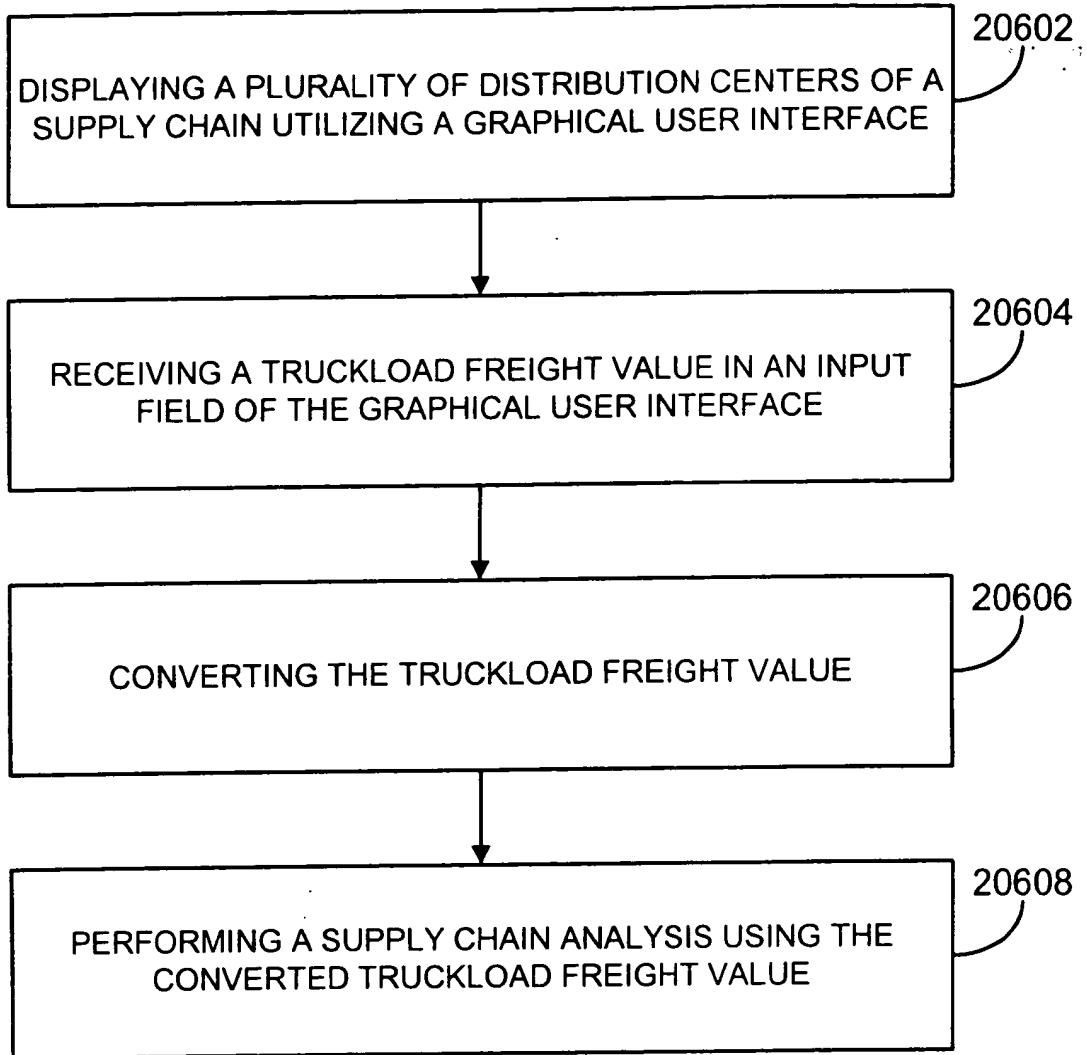 20602
DISPLAYING A PLURALITY OF DISTRIBUTION CENTERS OF A
SUPPLY CHAIN UTILIZING A GRAPHICAL USER INTERFACE
20604
RECEIVING A TRUCKLOAD FREIGHT VALUE IN AN INPUT
FIELD OF THE GRAPHICAL USER INTERFACE
20606
CONVERTING THE TRUCKLOAD FREIGHT VALUE
20608
PERFORMING A SUPPLY CHAIN ANALYSIS USING THE
CONVERTED TRUCKLOAD FREIGHT VALUE